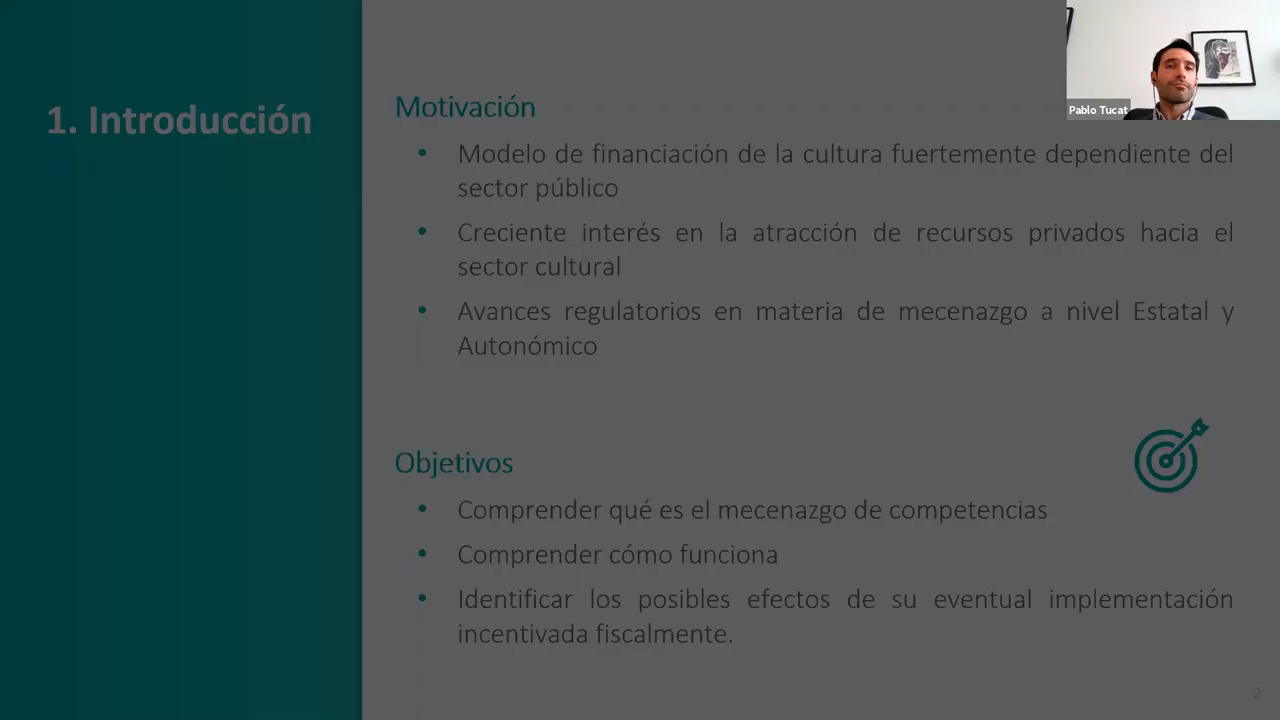 1. Introducción
Pablo Tucat
Motivación
• Modelo de financiación de la cultura fuertemente dependiente del
sector público
• Creciente interés en la atracción de recursos privados hacia el
sector cultural
• Avances regulatorios en materia de mecenazgo a nivel Estatal y
Autonómico
Objetivos
• Comprender qué es el mecenazgo de competencias
• Comprender cómo funciona
• Identificar los posibles efectos de su eventual implementación
incentivada fiscalmente.
2